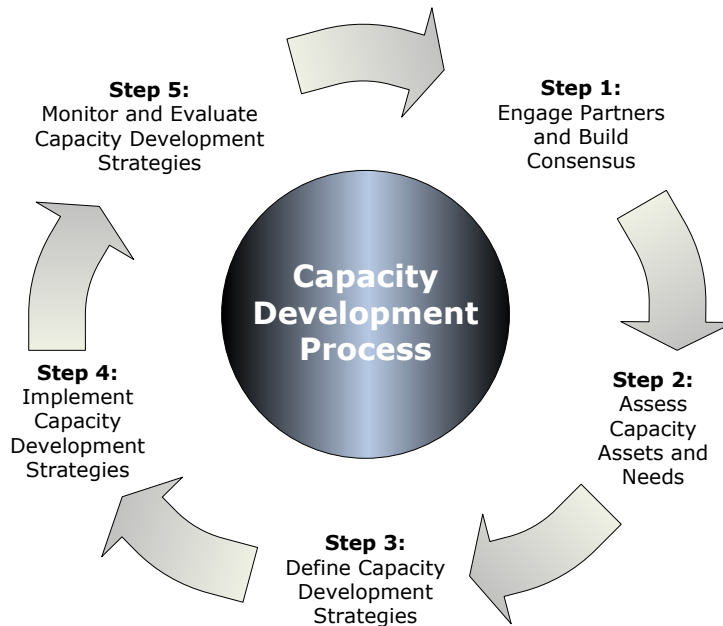 Capacity
Development
Process
Step 1:
Engage Partners
and Build
Consensus
Step 2:
Assess
Capacity
Assets and
Needs
Step 3:
Define Capacity
Development
Strategies
Step 4:
Implement
Capacity
Development
Strategies
Step 5:
Monitor and Evaluate
Capacity Development
Strategies